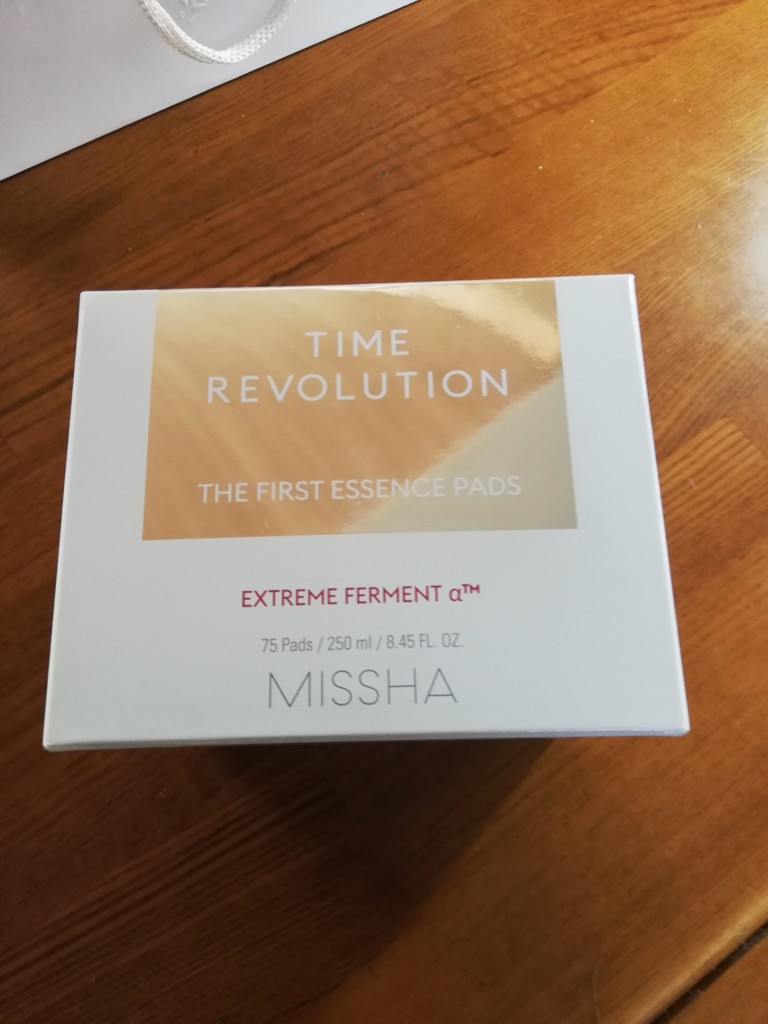 TIME
REVOLUTION
THE FIRST ESSENCE PADS
EXTREME FERMENT α™
75 Pads / 250 ml / 8.45 FL. OZ.
MISSHA